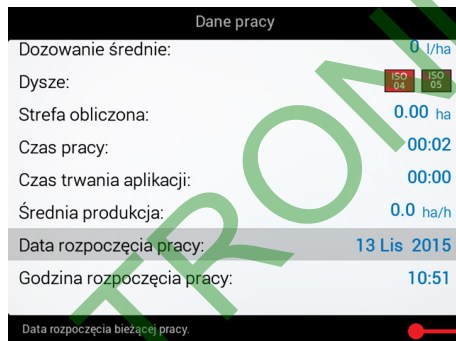 Dane pracy
Dozowanie średnie: 0 l/ha
Dysze: ISO 04 ISO 05
Strefa obliczona: 0.00 ha
Czas pracy: 00:02
Czas trwania aplikacji: 00:00
Średnia produkcja: 0.0 ha/h
Data rozpoczęcia pracy: 13 Lis 2015
Godzina rozpoczęcia pracy: 10:51
Data rozpoczęcia bieżącej pracy.